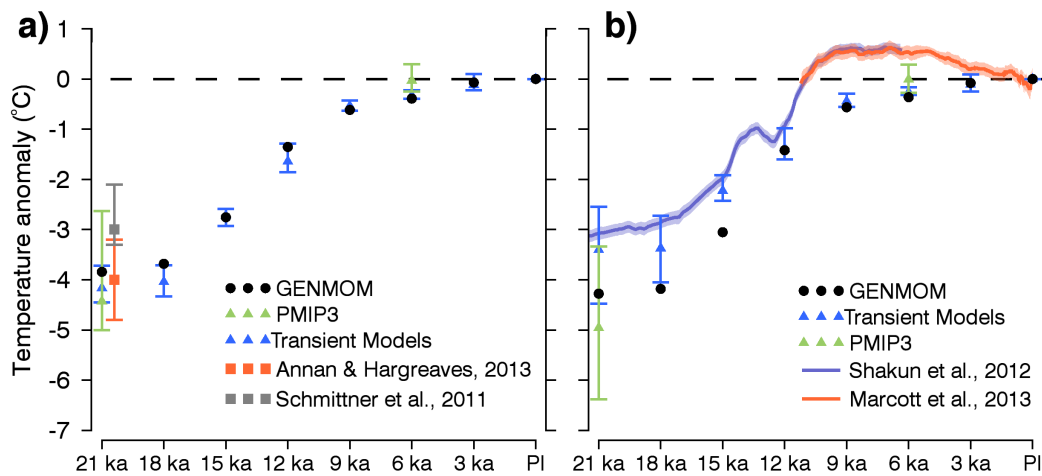 a)
b)
Temperature anomaly (°C)
1
0
-1
-2
-3
-4
-5
-6
-7
GENMOM
PMIP3
Transient Models
Annan & Hargreaves, 2013
Schmittner et al., 2011
21 ka 18 ka 15 ka 12 ka 9 ka 6 ka 3 ka PI
GENMOM
Transient Models
PMIP3
Shakun et al., 2012
Marcott et al., 2013
21 ka 18 ka 15 ka 12 ka 9 ka 6 ka 3 ka PI